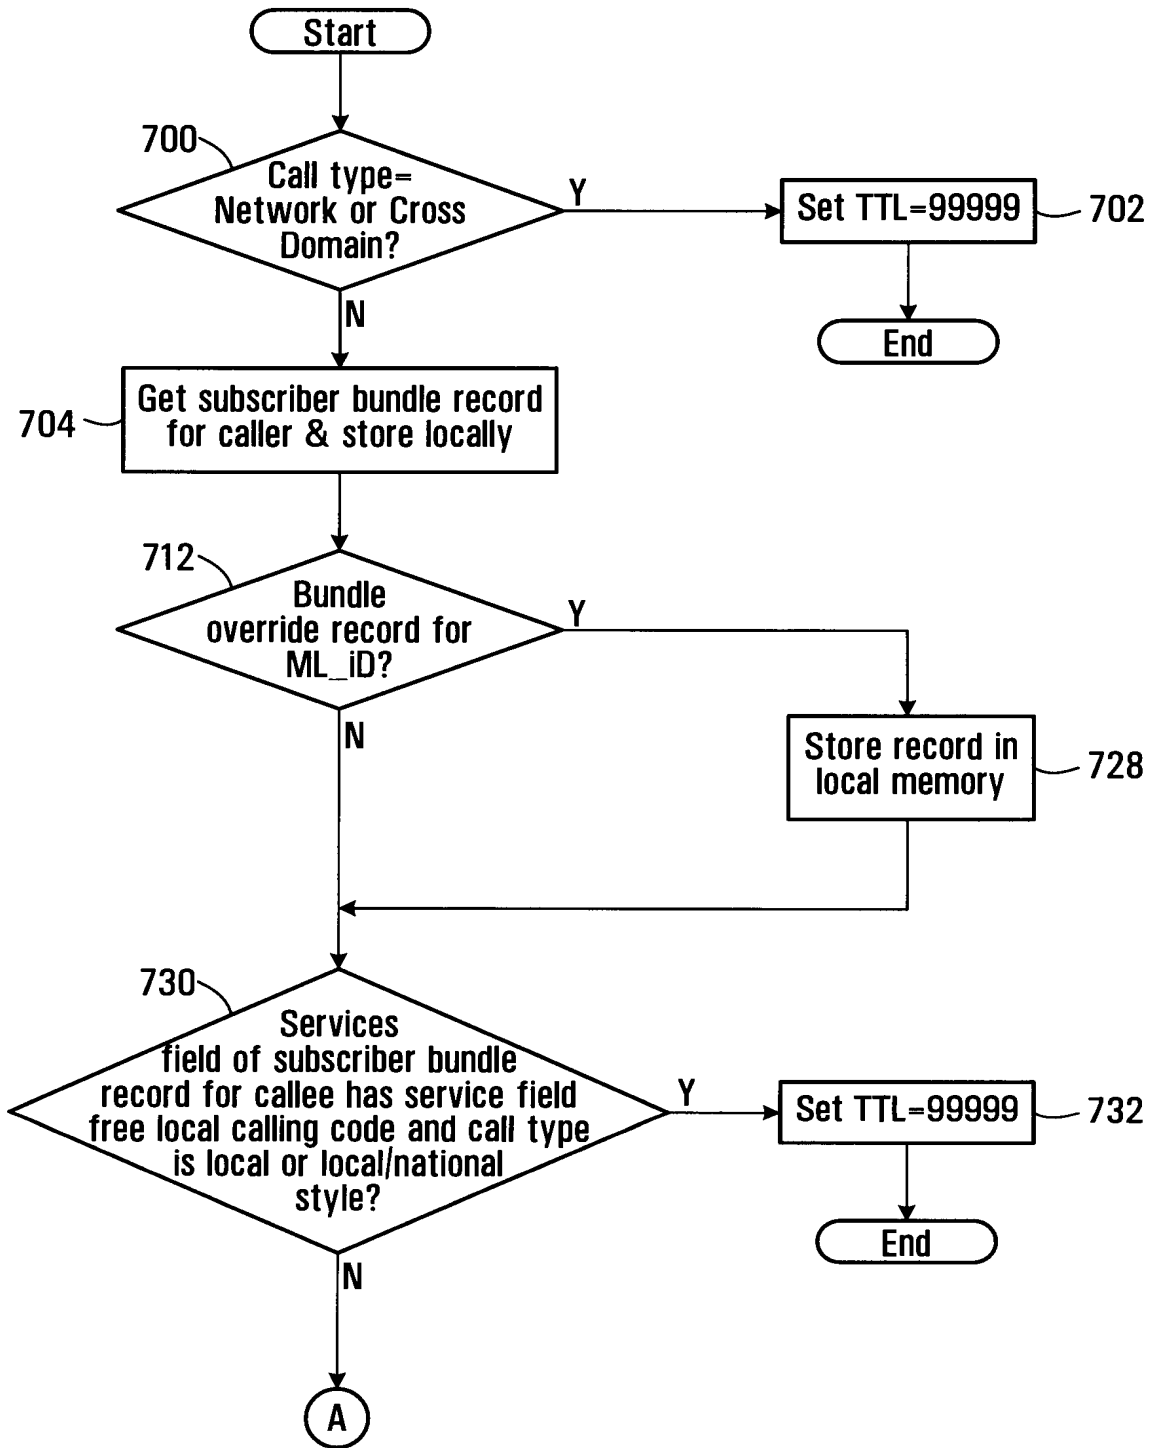 Start
700
Call type=
Network or Cross
Domain?
Y
Set TTL=99999
702
End
N
704
Get subscriber bundle record
for caller & store locally
712
Bundle
override record for
ML_iD?
Y
N
Store record in
local memory
728
730
Services
field of subscriber bundle
record for callee has service field
free local calling code and call type
is local or local/national
style?
Y
Set TTL=99999
732
End
N
A